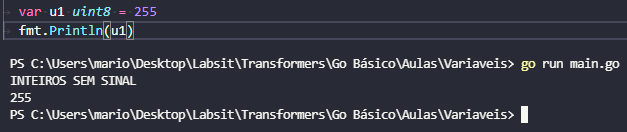 var u1 uint8 = 255
fmt.Println(u1)
PS C:\Users\mario\Desktop\Labsit\Transformers\Go Básico\Aulas\Variaveis> go run main.go
INTEIROS SEM SINAL
255
PS C:\Users\mario\Desktop\Labsit\Transformers\Go Básico\Aulas\Variaveis>